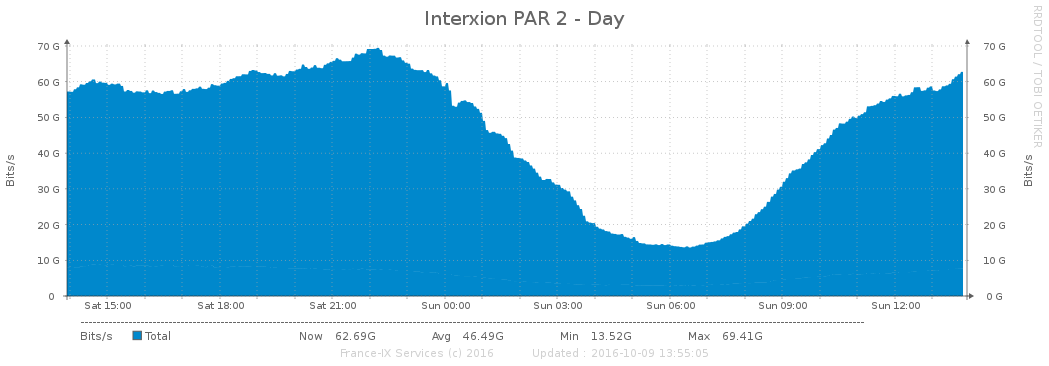 Interxion PAR 2 - Day
RRDTOOL / TOBI OETIKER
Bits/s
70 G 70 G
60 G 60 G
50 G 50 G
40 G 40 G
30 G 30 G
20 G 20 G
10 G 10 G
0 0 G
Bits/s
Sat 15:00 Sat 18:00 Sat 21:00 Sun 00:00 Sun 03:00 Sun 06:00 Sun 09:00 Sun 12:00
Bits/s Total Now 62.69G Avg 46.49G Min 13.52G Max 69.41G
France-IX Services (c) 2016 Updated : 2016-10-09 13:55:05